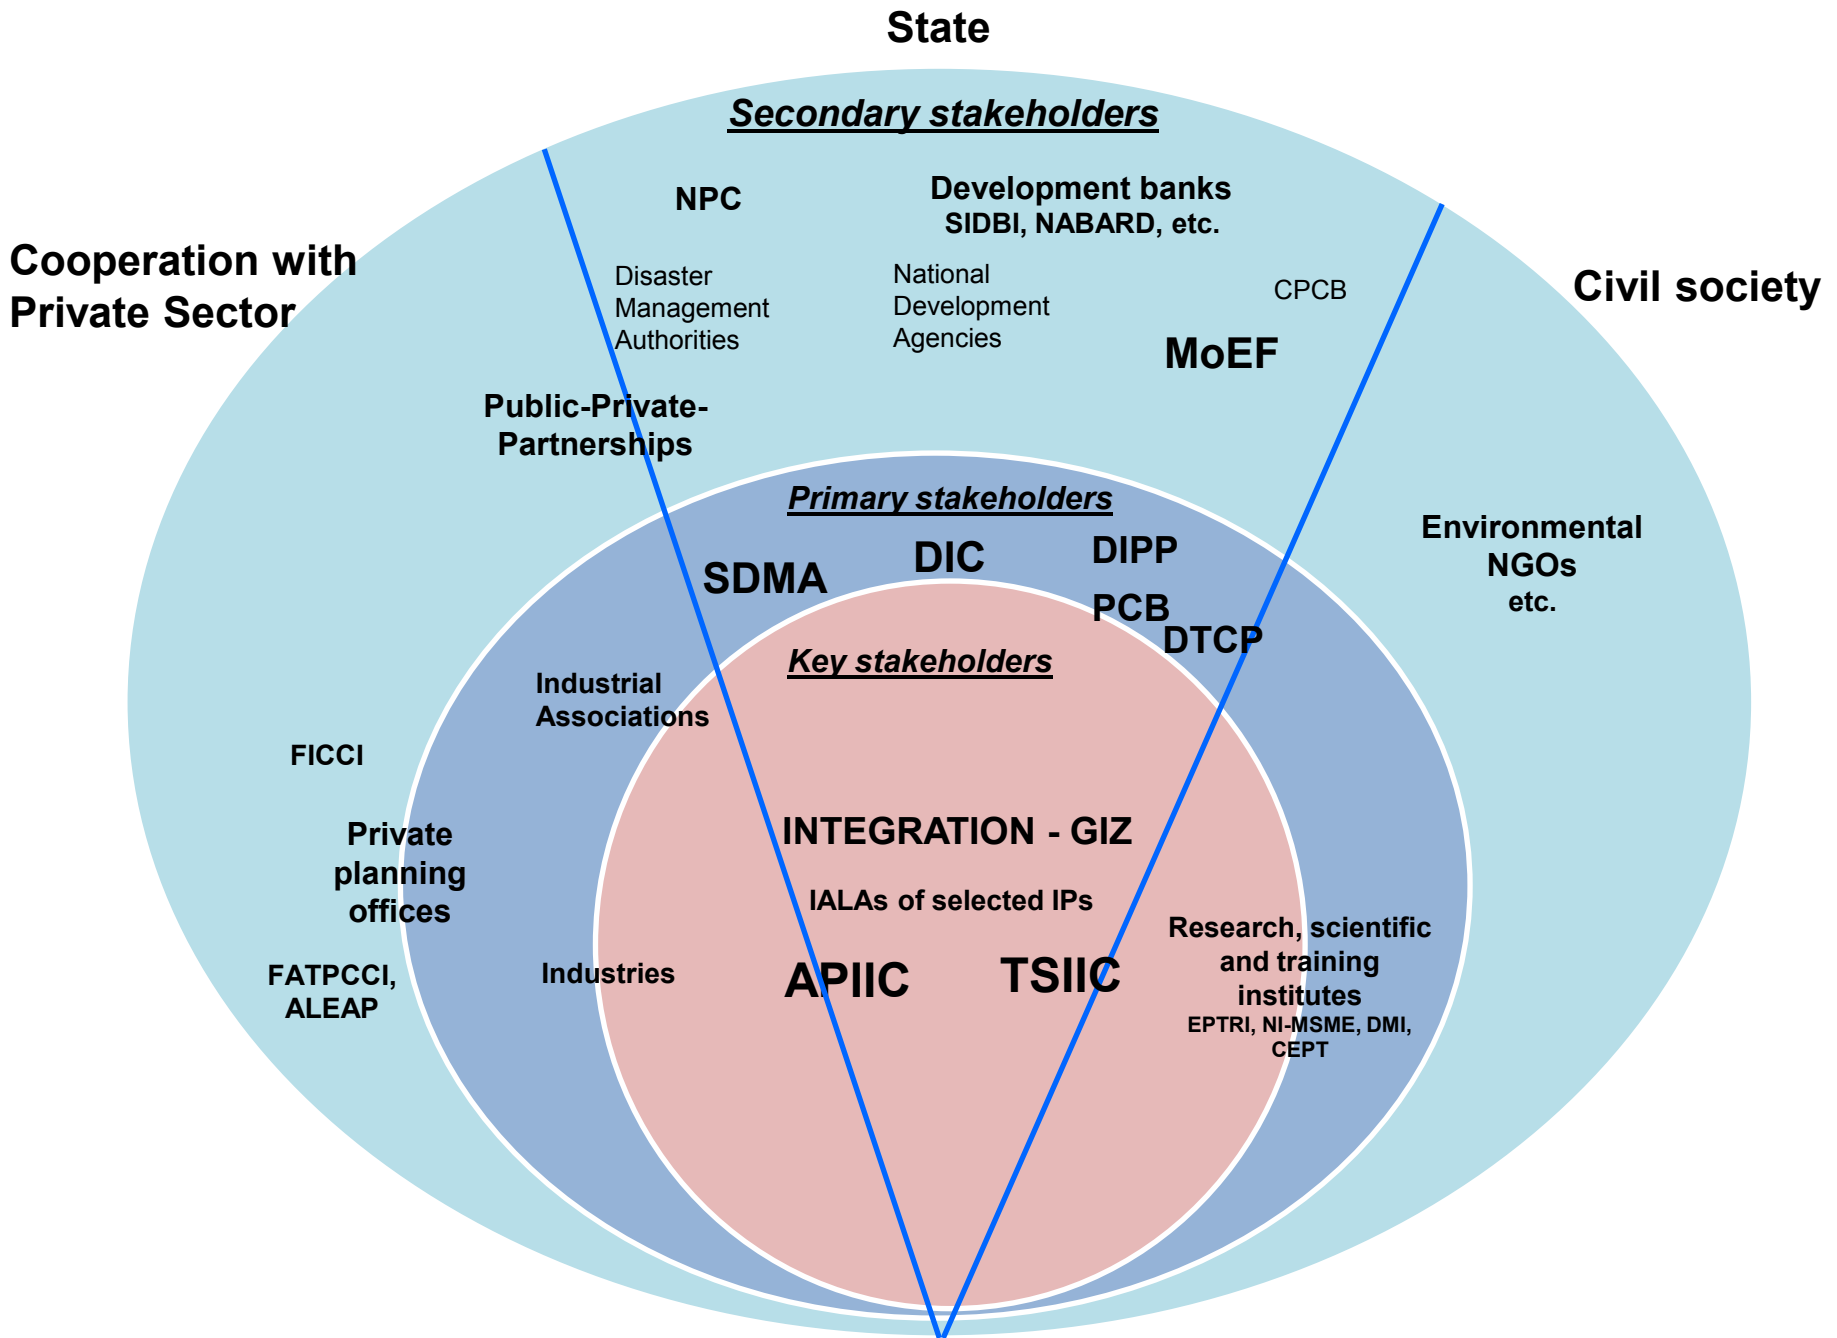 State
Secondary stakeholders
NPC
Development banks
SIDBI, NABARD, etc.
Cooperation with
Private Sector
Disaster
Management
Authorities
National
Development
Agencies
CPCB
Civil society
MoEF
Public-Private-
Partnerships
Primary stakeholders
SDMA
DIC
DIPP
PCB
DTCP
Environmental
NGOs
etc.
Key stakeholders
Industrial
Associations
FICCI
Private
planning
offices
INTEGRATION - GIZ
IALAs of selected IPs
FATPCCI,
ALEAP
Industries
APIIC
TSIIC
Research, scientific
and training
institutes
EPTRI, NI-MSME, DMI,
CEPT